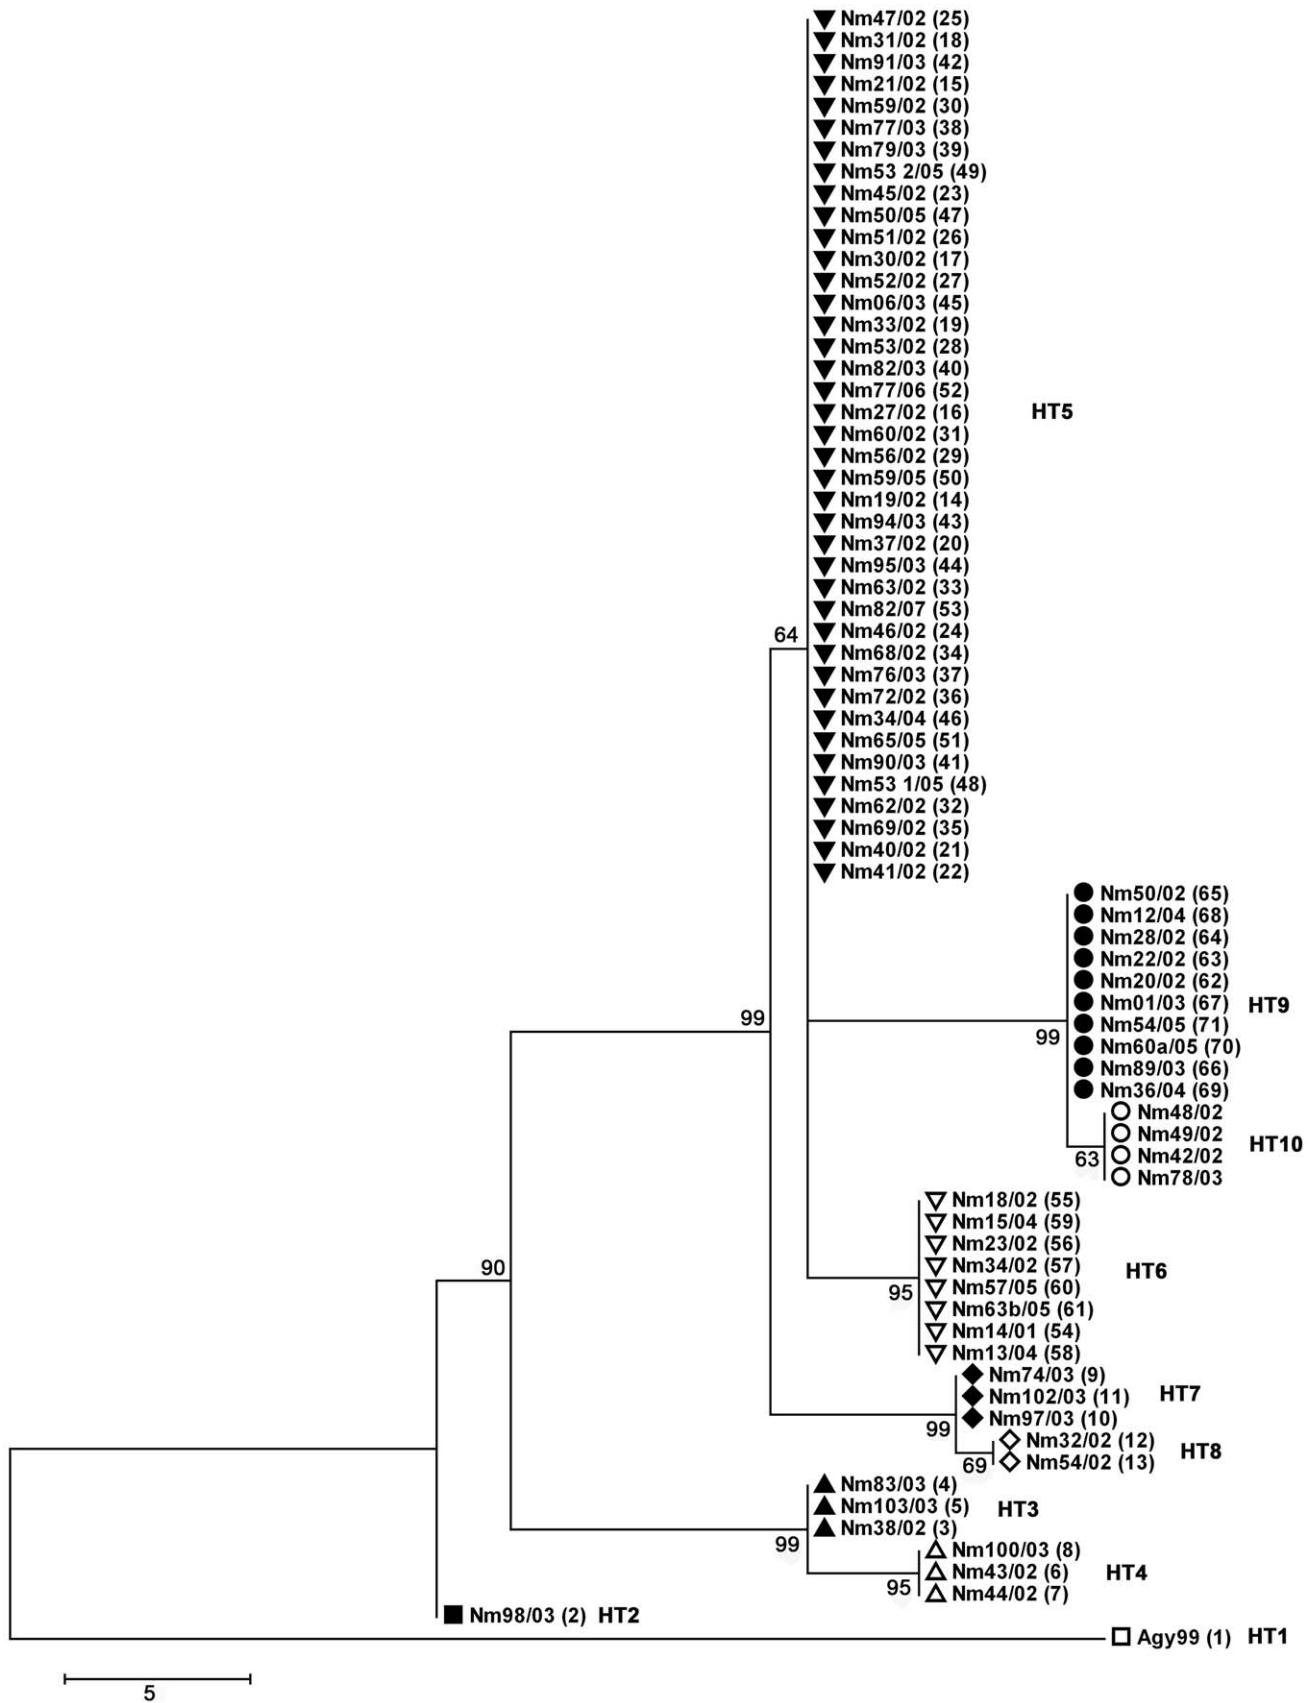 Nm47/02 (25)
Nm31/02 (18)
Nm91/03 (42)
Nm21/02 (15)
Nm59/02 (30)
Nm77/03 (38)
Nm79/03 (39)
Nm53 2/05 (49)
Nm45/02 (23)
Nm50/05 (47)
Nm51/02 (26)
Nm30/02 (17)
Nm52/02 (27)
Nm06/03 (45)
Nm33/02 (19)
Nm53/02 (28)
Nm82/03 (40)
Nm77/06 (52)
Nm27/02 (16)
HT5
Nm60/02 (31)
Nm56/02 (29)
Nm59/05 (50)
Nm19/02 (14)
Nm94/03 (43)
Nm37/02 (20)
Nm95/03 (44)
Nm63/02 (33)
Nm82/07 (53)
Nm46/02 (24)
64
Nm68/02 (34)
Nm76/03 (37)
Nm72/02 (36)
Nm34/04 (46)
Nm65/05 (51)
Nm90/03 (41)
Nm53 1/05 (48)
Nm62/02 (32)
Nm69/02 (35)
Nm40/02 (21)
Nm41/02 (22)
Nm50/02 (65)
Nm12/04 (68)
Nm28/02 (64)
Nm22/02 (63)
Nm20/02 (62)
Nm01/03 (67)
HT9
99
Nm54/05 (71)
99
Nm60a/05 (70)
Nm89/03 (66)
Nm36/04 (69)
Nm48/02
Nm49/02
HT10
Nm42/02
63
Nm78/03
Nm18/02 (55)
Nm15/04 (59)
Nm23/02 (56)
Nm34/02 (57)
HT6
90
Nm57/05 (60)
95
Nm63b/05 (61)
Nm14/01 (54)
Nm13/04 (58)
Nm74/03 (9)
Nm102/03 (11)
HT7
Nm97/03 (10)
99
Nm32/02 (12)
HT8
Nm54/02 (13)
69
Nm83/03 (4)
Nm103/03 (5)
HT3
Nm38/02 (3)
99
Nm100/03 (8)
Nm43/02 (6)
HT4
95
Nm44/02 (7)
Nm98/03 (2) HT2
Agy99 (1) HT1
5